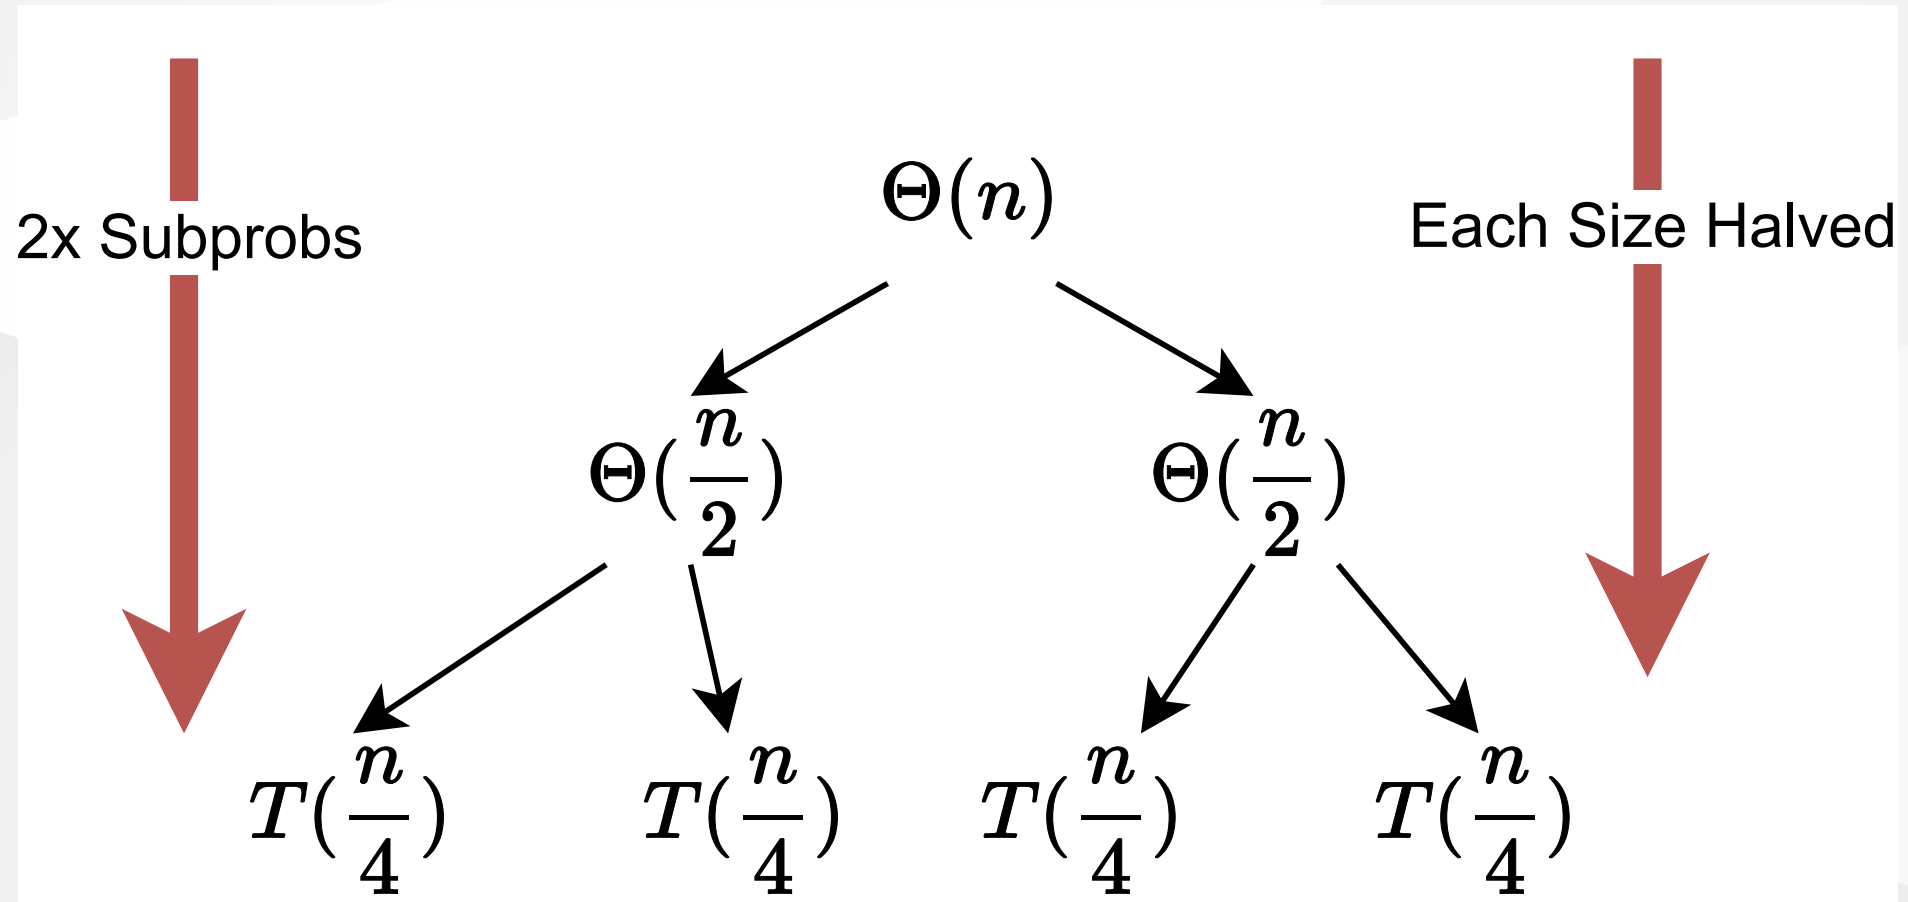 Θ(n)
2x Subprobs
Each Size Halved
Θ(n/2)
Θ(n/2)
T(n/4)
T(n/4)
T(n/4)
T(n/4)